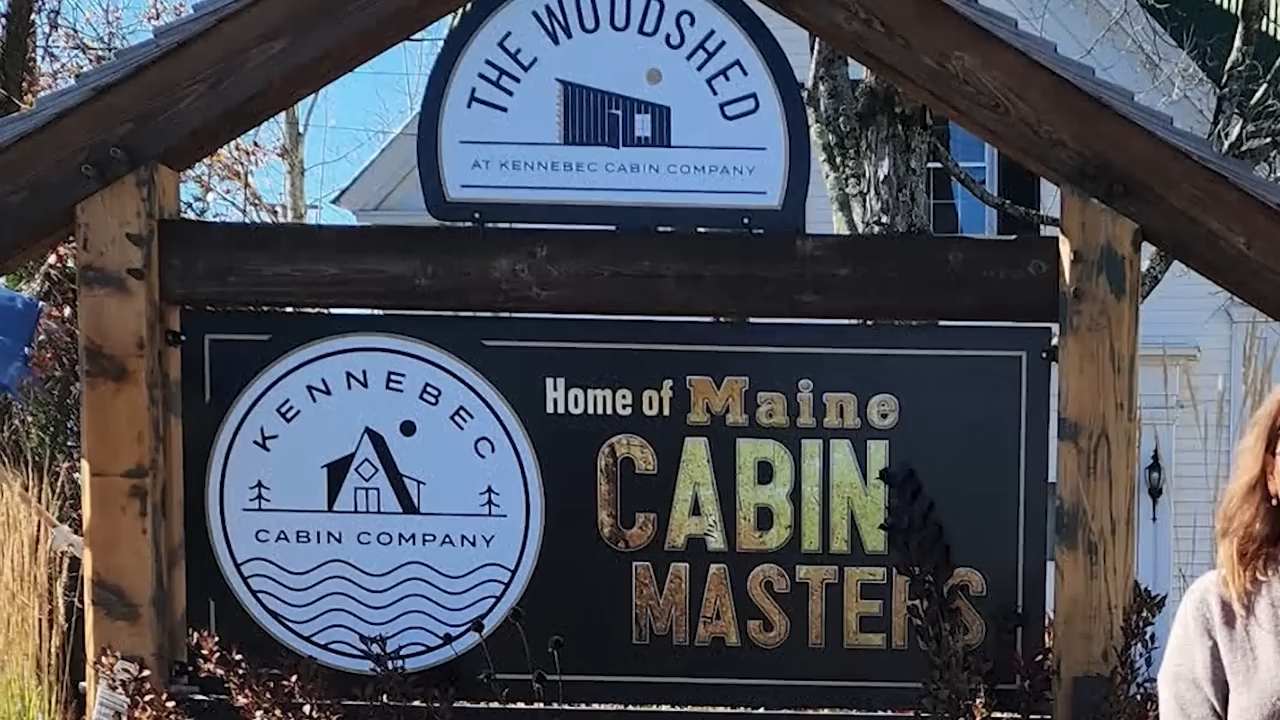 THE WOODSHED
AT KENNEBEC CABIN COMPANY
KENNEBEC
CABIN COMPANY
Home of Maine
CABIN
MASTERS